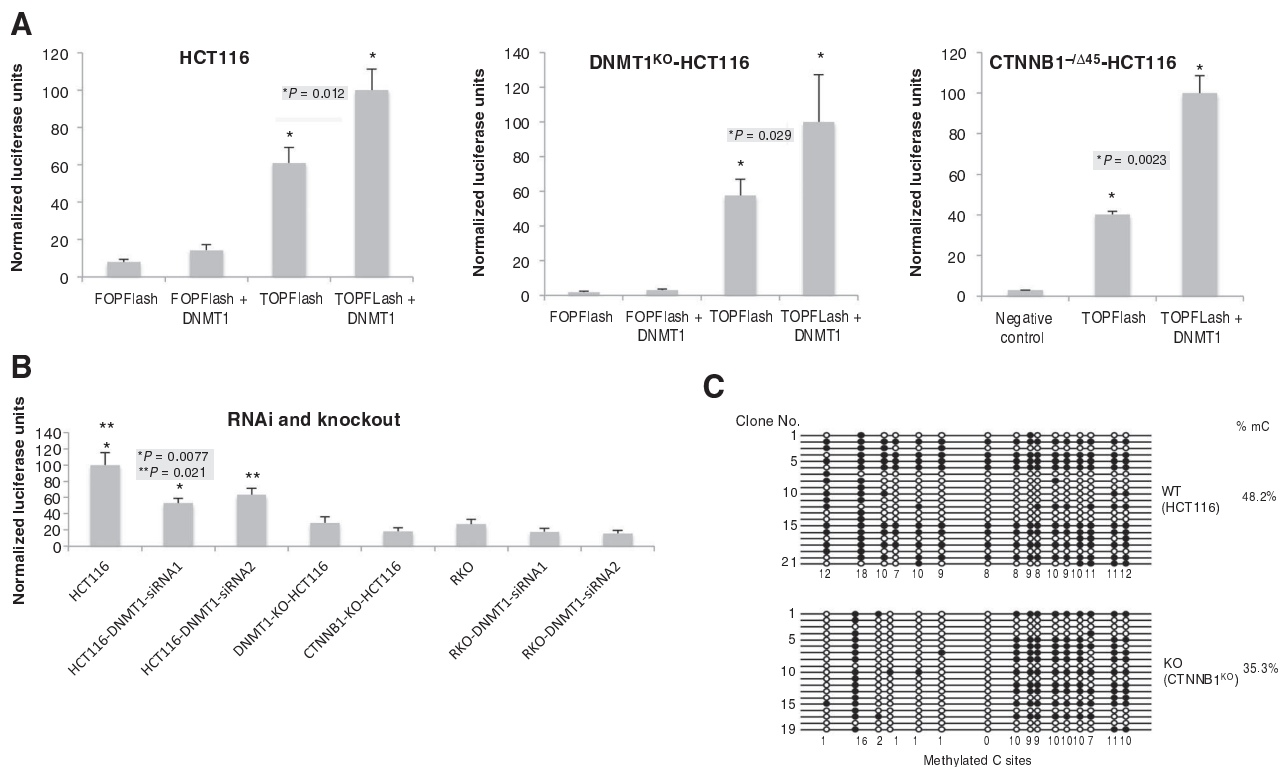 A
HCT116
Normalized luciferase units
120
100
80
60
40
20
0
*
*P = 0.012
*
FOPFlash
FOPFlash + DNMT1
TOPFlash
TOPFLash + DNMT1
DNMT1KO-HCT116
Normalized luciferase units
140
120
100
80
60
40
20
0
*
*P = 0.029
*
FOPFlash
FOPFlash + DNMT1
TOPFlash
TOPFLash + DNMT1
CTNNB1–/Δ45-HCT116
Normalized luciferase units
120
100
80
60
40
20
0
*
*P = 0.0023
*
Negative control
TOPFlash
TOPFLash + DNMT1
B
RNAi and knockout
Normalized luciferase units
140
120
100
80
60
40
20
0
**
*
*P = 0.0077
**P = 0.021
*
**
HCT116
HCT116-DNMT1-siRNA1
HCT116-DNMT1-siRNA2
DNMT1-KO-HCT116
CTNNB1-KO-HCT116
RKO
RKO-DNMT1-siRNA1
RKO-DNMT1-siRNA2
C
Clone No.
% mC
1
5
10
15
21
WT
(HCT116)
48.2%
12 18 10 7 10 9 8 8 9 8 10 9 10 11 11 12
1
5
10
15
19
KO
(CTNNB1KO)
35.3%
1 16 2 1 1 1 0 10 9 9 10 10 10 7 11 10
Methylated C sites